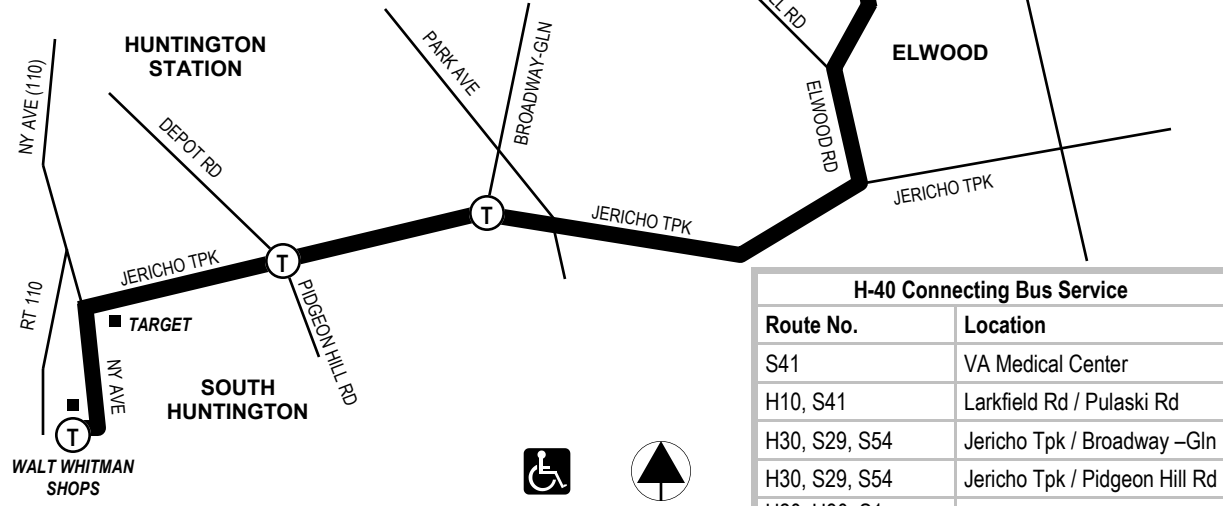 HUNTINGTON
STATION
NY AVE (110)
DEPOT RD
PARK AVE
BROADWAY-GLN
RD
ELWOOD
ELWOOD RD
JERICHO TPK
JERICHO TPK
JERICHO TPK
T
T
RT 110
TARGET
NY AVE
PIDGEON HILL RD
SOUTH
HUNTINGTON
T
WALT WHITMAN
SHOPS
H-40 Connecting Bus Service
Route No. Location
S41 VA Medical Center
H10, S41 Larkfield Rd / Pulaski Rd
H30, S29, S54 Jericho Tpk / Broadway –Gln
H30, S29, S54 Jericho Tpk / Pidgeon Hill Rd